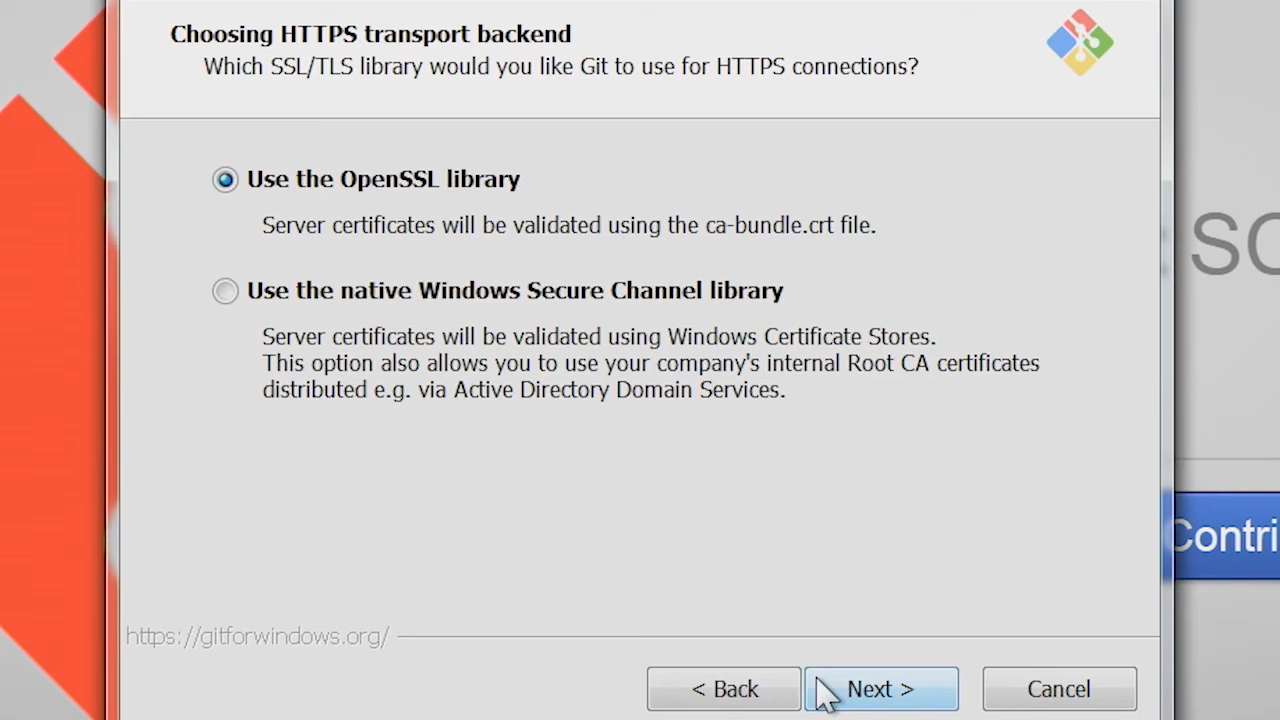 Choosing HTTPS transport backend
Which SSL/TLS library would you like Git to use for HTTPS connections?
Use the OpenSSL library
Server certificates will be validated using the ca-bundle.crt file.
Use the native Windows Secure Channel library
Server certificates will be validated using Windows Certificate Stores.
This option also allows you to use your company's internal Root CA certificates
distributed e.g. via Active Directory Domain Services.
SC
Contri
https://gitforwindows.org/
< Back
Next >
Cancel